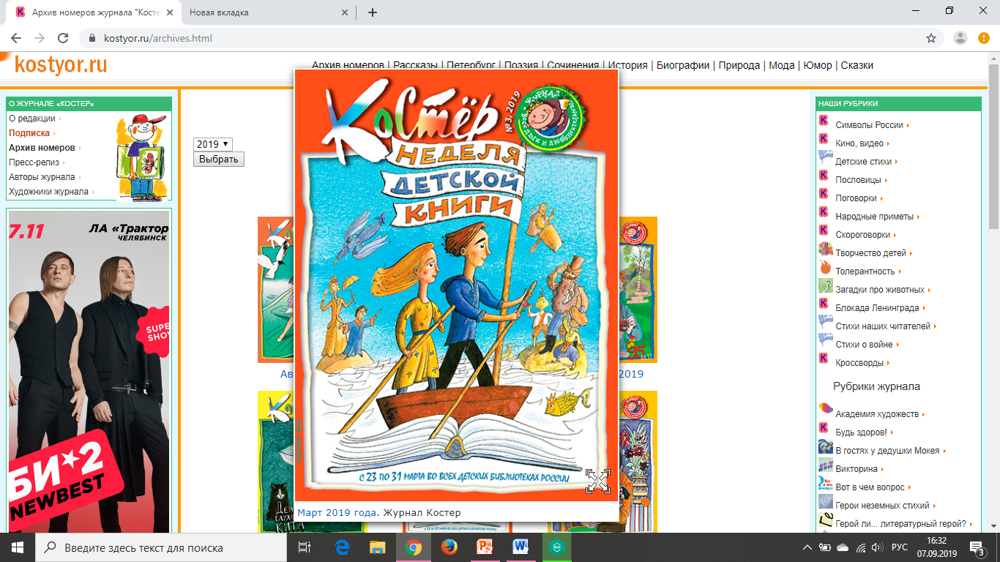 Архив номеров журнала "Косте
Новая вкладка
kostyor.ru/archives.html
kostyor.ru
Архив номеров | Рассказы | Петербург | Поэзия | Сочинения | История | Биографии | Природа | Мода | Юмор | Сказки
О ЖУРНАЛЕ «КОСТЕР»
О редакции
Подписка
Архив номеров
Пресс-релиз
Авторы журнала
Художники журнала
7.11
ЛА «Трактор
ЧЕЛЯБИНСК
SUPE
SHOW
БИ★2
NEWBEST
2019
Выбрать
Костёр
№3, 2019
ЖУРНАЛ
ВЕСЁЛЫХ И ЛЮБОЗНАТЕЛЬНЫХ
НЕДЕЛЯ
ДЕТСКОЙ
КНИГИ
С 23 ПО 31 МАРТА ВО ВСЕХ ДЕТСКИХ БИБЛИОТЕКАХ РОССИИ
Март 2019 года. Журнал Костер
Ав
2019
95
КИТА
НАШИ РУБРИКИ
Символы России
Кино, видео
Детские стихи
Пословицы
Поговорки
Народные приметы
Скороговорки
Творчество детей
Толерантность
Загадки про животных
Блокада Ленинграда
Стихи наших читателей
Стихи о войне
Кроссворды
Рубрики журнала
Академия художеств
Будь здоров!
В гостях у дедушки Мокея
Викторина
Вот в чем вопрос
Герои неземных стихий
Герой ли... литературный герой?
Введите здесь текст для поиска
РУС
16:32
07.09.2019
3